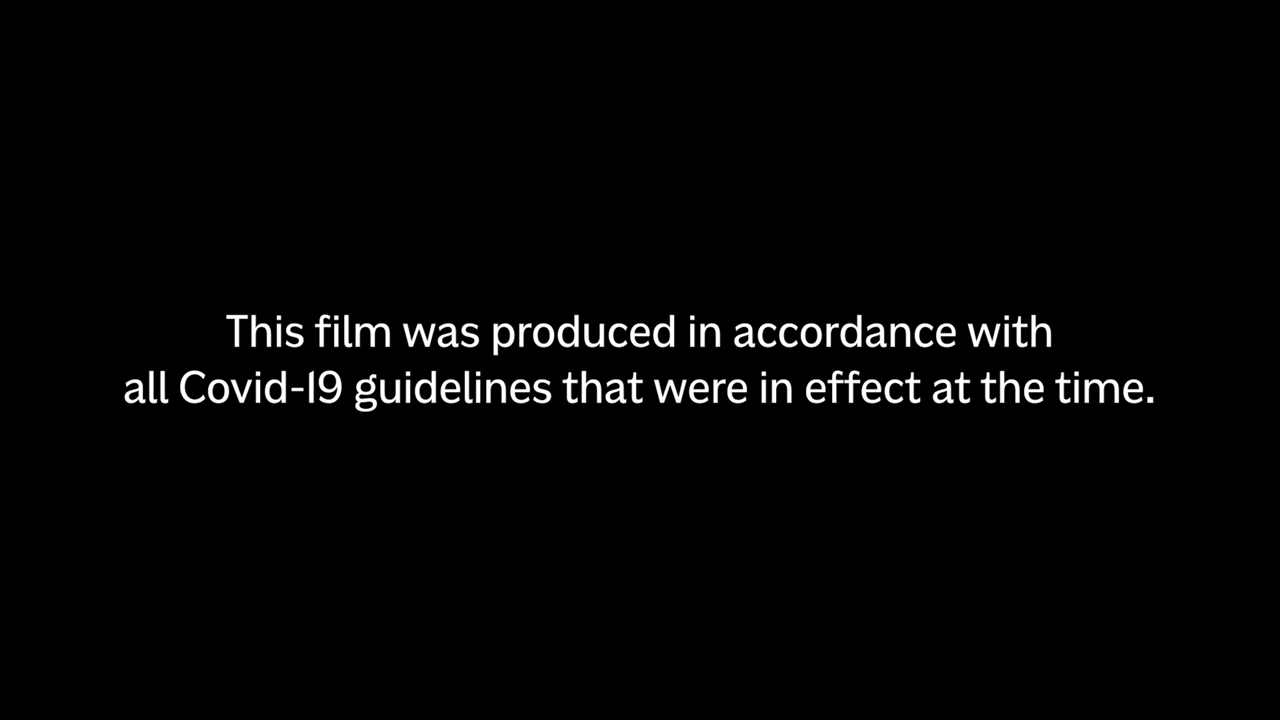 This film was produced in accordance with
all Covid-19 guidelines that were in effect at the time.